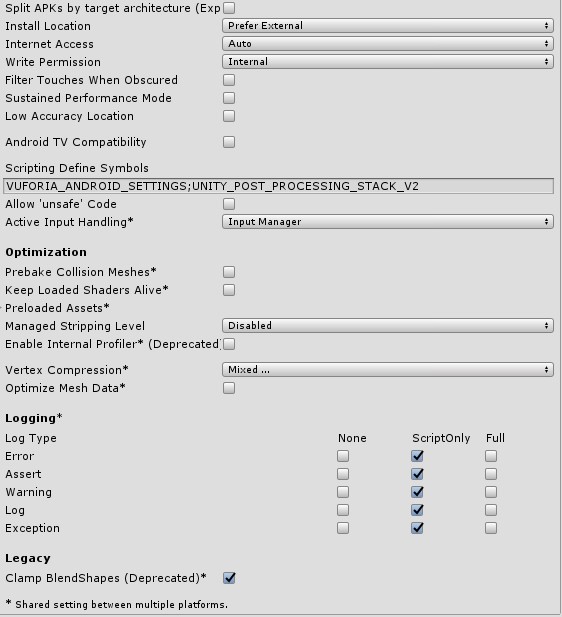 Split APKs by target architecture (Exp
Install Location Prefer External
Internet Access Auto
Write Permission Internal
Filter Touches When Obscured
Sustained Performance Mode
Low Accuracy Location
Android TV Compatibility
Scripting Define Symbols
VUFORIA_ANDROID_SETTINGS;UNITY_POST_PROCESSING_STACK_V2
Allow 'unsafe' Code
Active Input Handling* Input Manager
Optimization
Prebake Collision Meshes*
Keep Loaded Shaders Alive*
Preloaded Assets*
Managed Stripping Level Disabled
Enable Internal Profiler* (Deprecated)
Vertex Compression* Mixed ...
Optimize Mesh Data*
Logging*
Log Type None ScriptOnly Full
Error
Assert
Warning
Log
Exception
Legacy
Clamp BlendShapes (Deprecated)*
* Shared setting between multiple platforms.